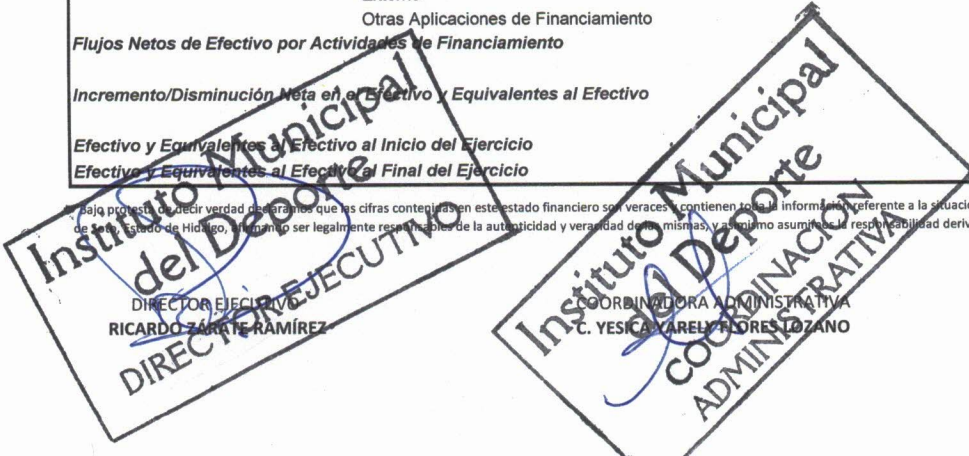 Otras Aplicaciones de Financiamiento
Flujos Netos de Efectivo por Actividades de Financiamiento
Incremento/Disminución Neta en el Efectivo y Equivalentes al Efectivo
Efectivo y Equivalentes al Efectivo al Inicio del Ejercicio
Efectivo y Equivalentes al Efectivo al Final del Ejercicio
Bajo protesta de decir verdad declaramos que las cifras contenidas en este estado financiero son veraces y contienen toda la información referente a la situació
de Hidalgo, afirmando ser legalmente responsables de la autenticidad y veracidad de las mismas, y asimismo asumimos la responsabilidad deriv
Instituto Municipal
del Deporte
DIRECTOR EJECUTIVO
DIRECTOR EJECUTIVO
RICARDO ZÁRATE RAMÍREZ
Instituto Municipal
del Deporte
COORDINACIÓN
ADMINISTRATIVA
COORDINADORA ADMINISTRATIVA
C. YESICA YARELY FLORES LOZANO